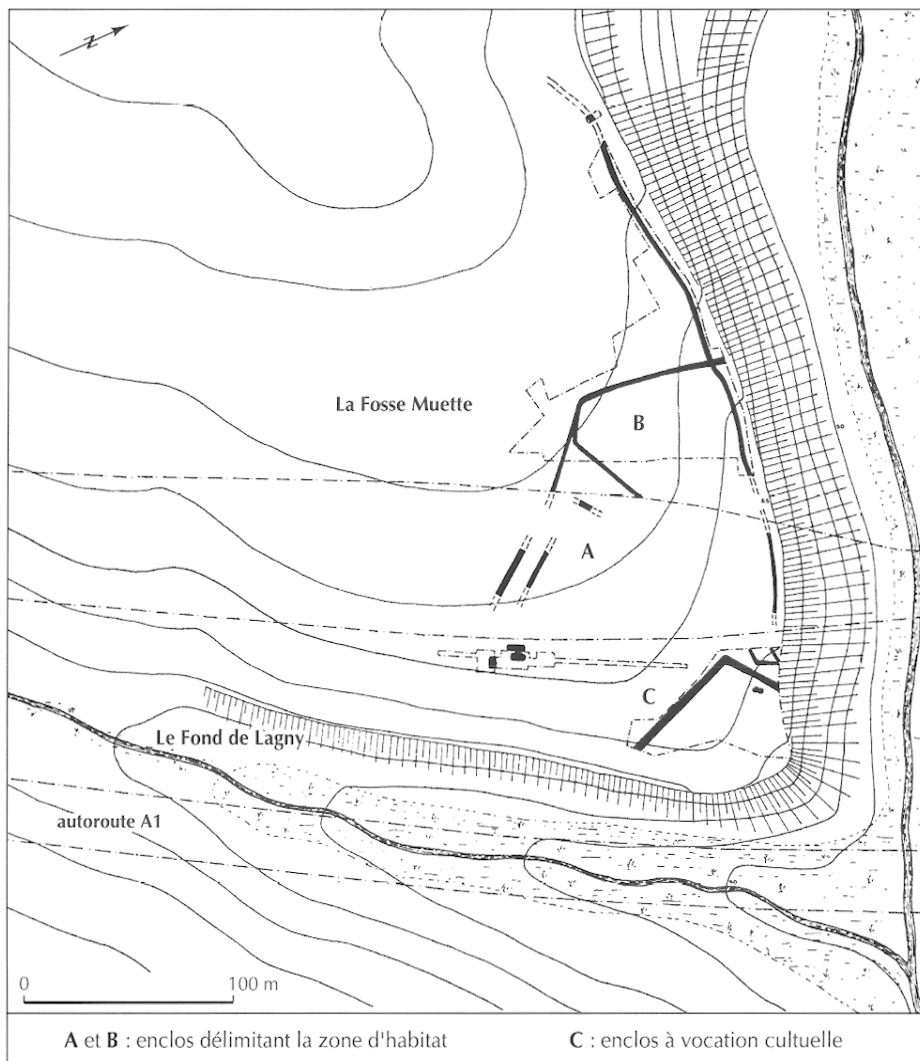 N
La Fosse Muette
B
A
C
Le Fond de Lagny
autoroute A1
0 100 m
A et B : enclos délimitant la zone d'habitat C : enclos à vocation cultuelle